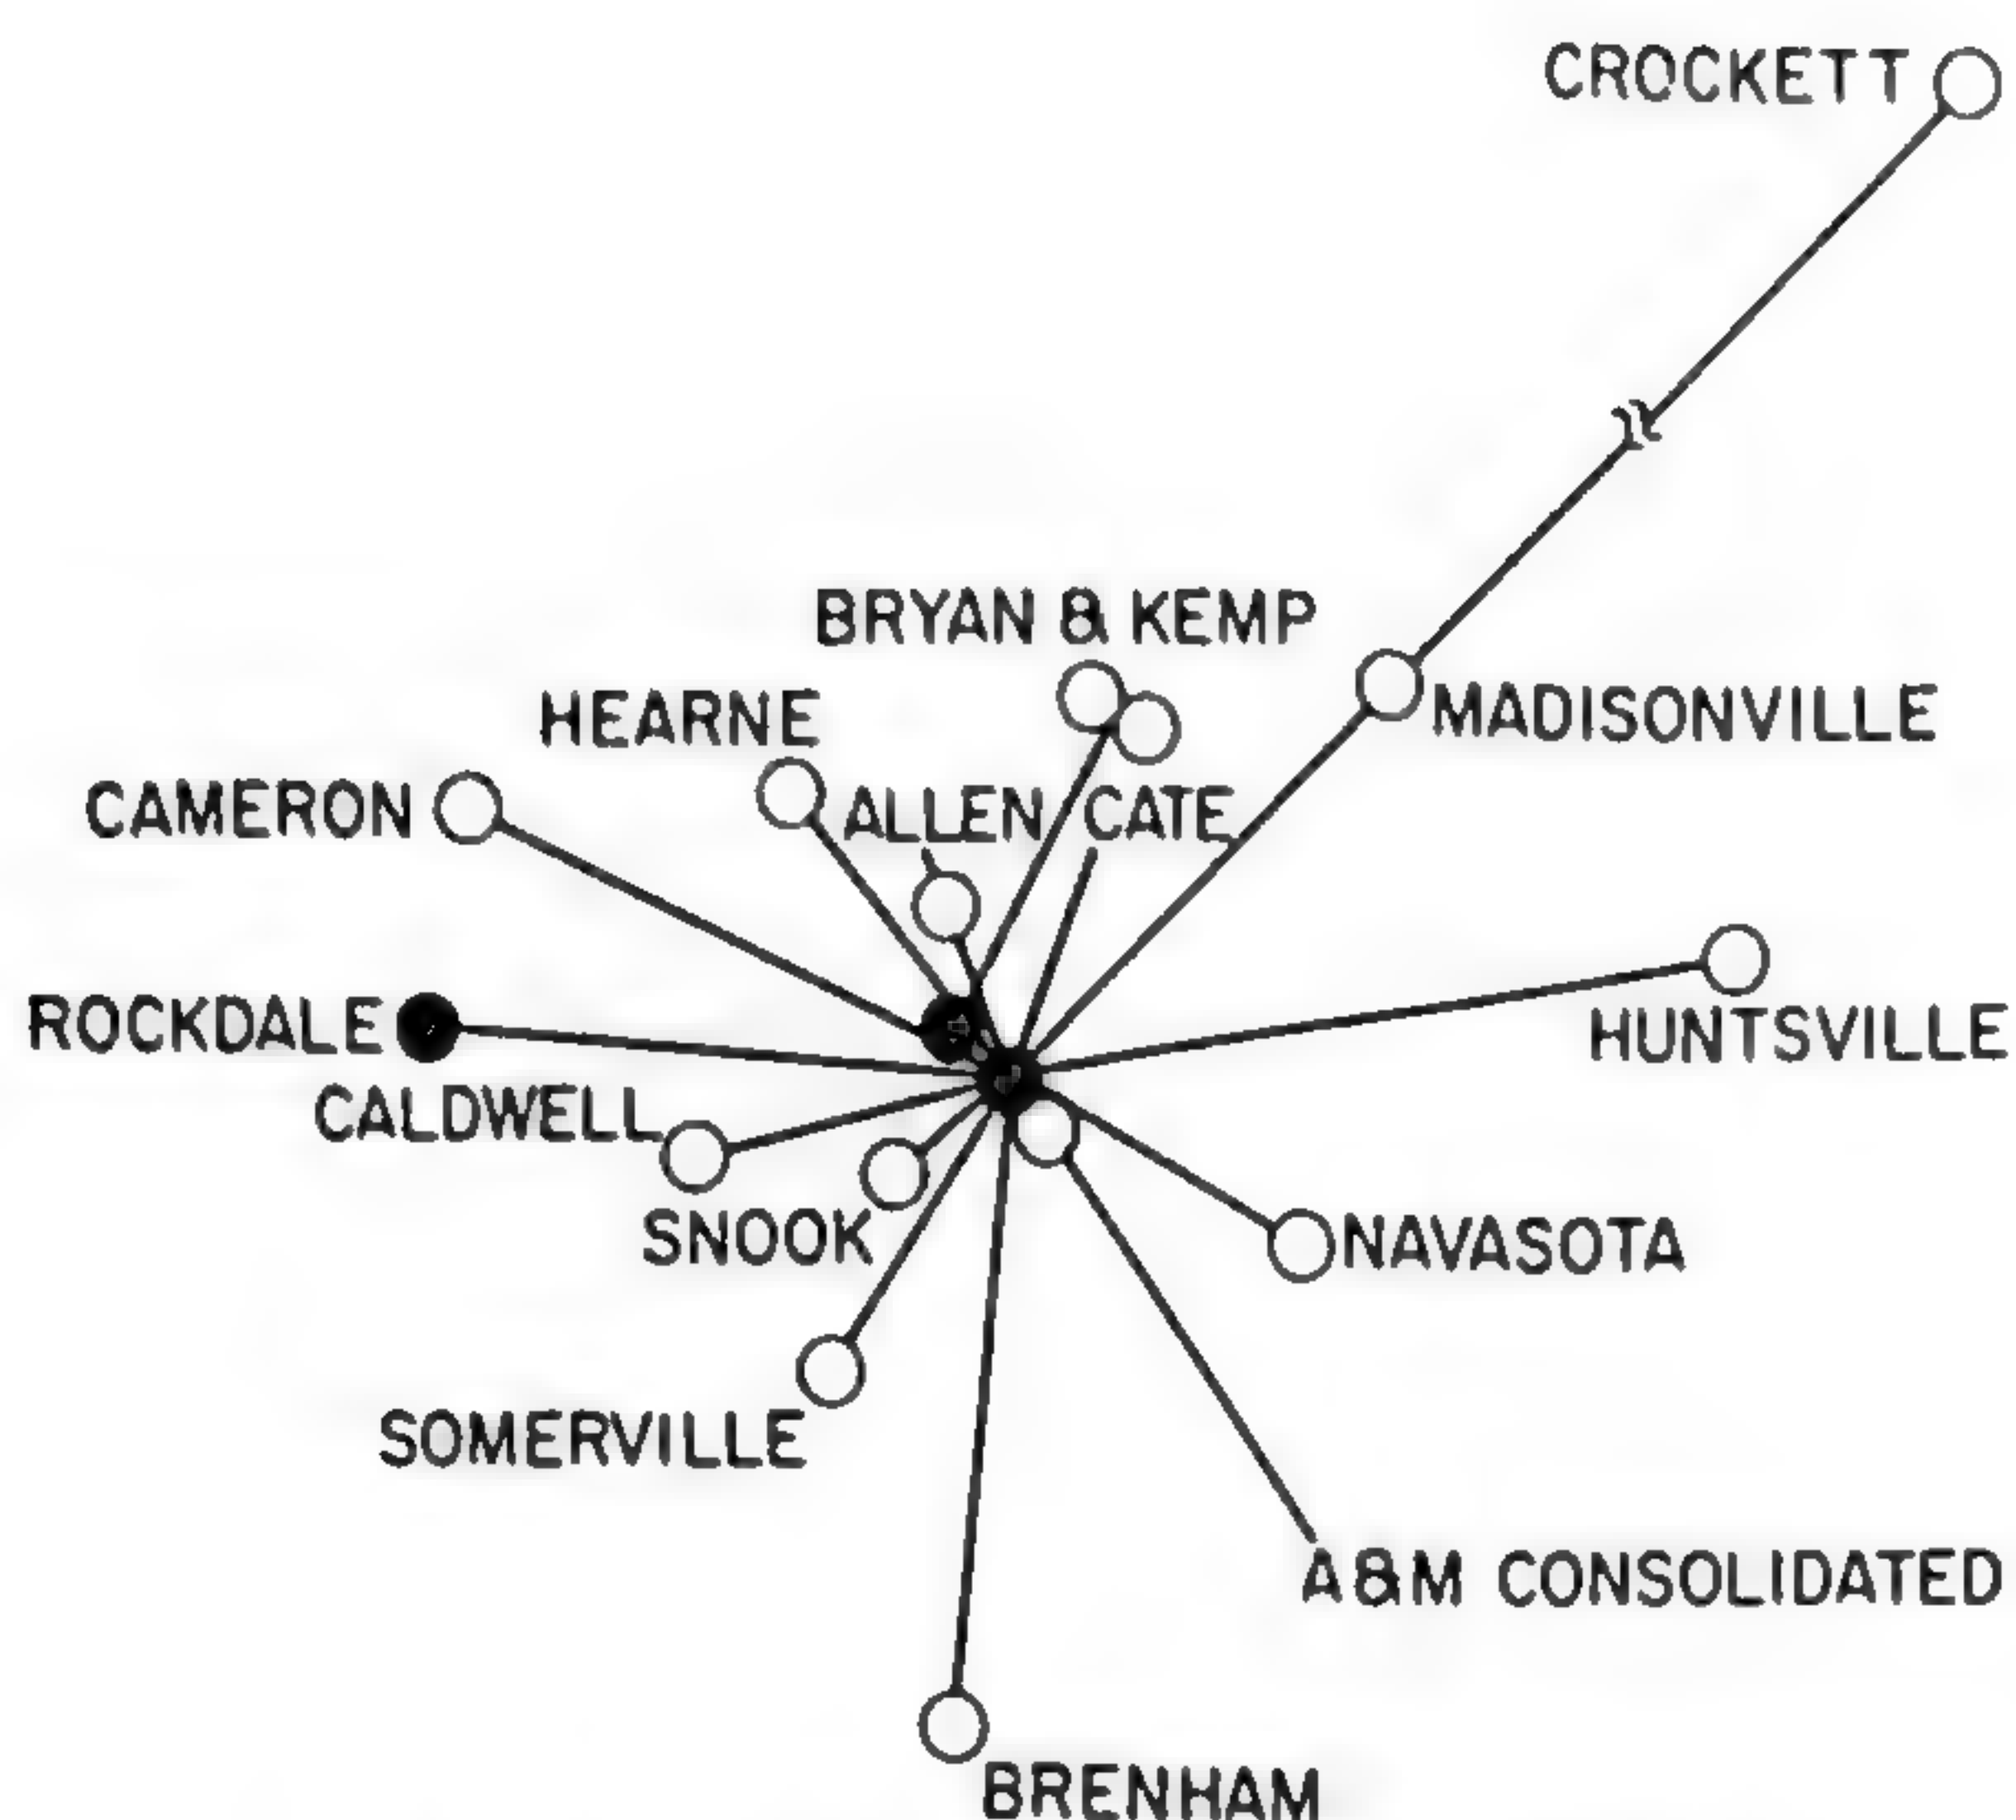 CROCKETT
BRYAN & KEMP
HEARNE
MADISONVILLE
CAMERON
ALLEN
CATE
ROCKDALE
HUNTSVILLE
CALDWELL
SNOOK
NAVASOTA
SOMERVILLE
A&M CONSOLIDATED
BRENHAM